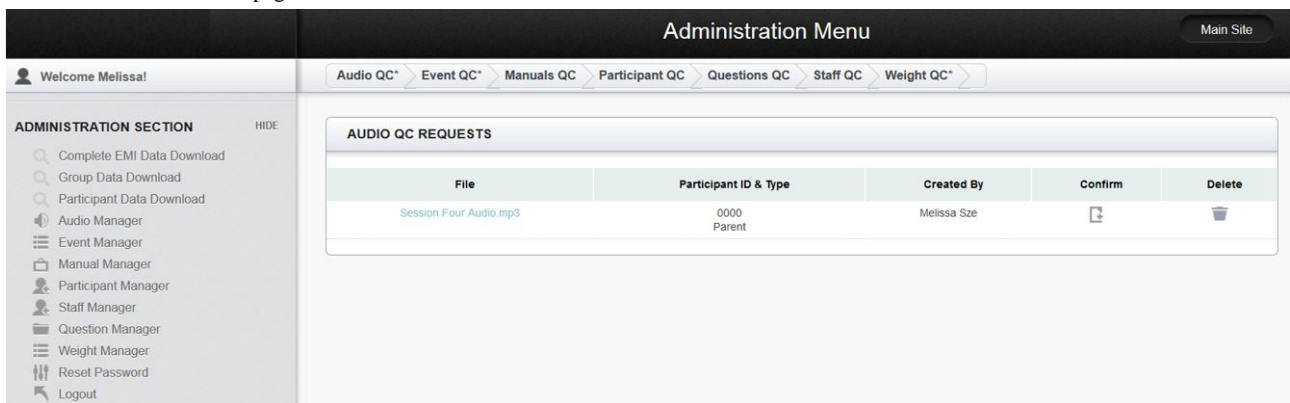 Administration Menu
Main Site
Welcome Melissa!
Audio QC* Event QC* Manuals QC Participant QC Questions QC Staff QC Weight QC*
ADMINISTRATION SECTION HIDE
Complete EMI Data Download
Group Data Download
Participant Data Download
Audio Manager
Event Manager
Manual Manager
Participant Manager
Staff Manager
Question Manager
Weight Manager
Reset Password
Logout
AUDIO QC REQUESTS
File Participant ID & Type Created By Confirm Delete
Session Four Audio.mp3 0000 Melissa Sze
Parent